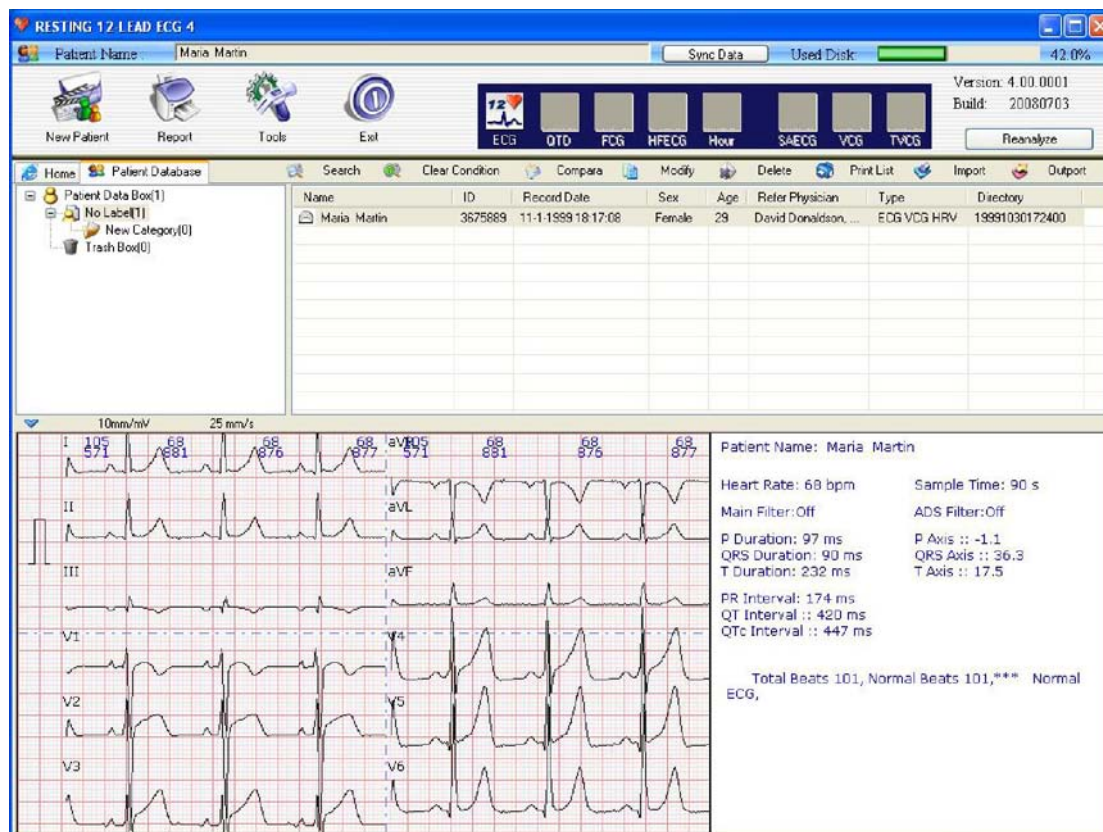 RESTING 12-LEAD ECG 4
Patient Name : Maria Martin Sync Data Used Disk: 42.0%
Version: 4.00.0001
Build: 20080703
New Patient Report Tools Exit
12
ECG QTD FCG HFECG Hour SAECG VCG TVCG
Reanalyze
Home Patient Database Search Clear Condition Compara Modify Delete Print List Import Outport
Patient Data Box[1]
No Label[1]
New Category[0]
Trash Box[0]
Name ID Record Date Sex Age Refer Physician Type Directory
Maria Martin 3675889 11-1-1999 18:17:08 Female 29 David Donaldson, ... ECG VCG HRV 19991030172400
10mm/mV 25 mm/s
I 105 68 68 68 aVR 105 68 68 68
571 881 876 877 571 881 876 877
II aVL
III aVF
V1 V4
V2 V5
V3 V6
Patient Name: Maria Martin
Heart Rate: 68 bpm Sample Time: 90 s
Main Filter:Off ADS Filter:Off
P Duration: 97 ms P Axis :: -1.1
QRS Duration: 90 ms QRS Axis :: 36.3
T Duration: 232 ms T Axis :: 17.5
PR Interval: 174 ms
QT Interval :: 420 ms
QTc Interval :: 447 ms
Total Beats 101, Normal Beats 101,*** Normal
ECG,